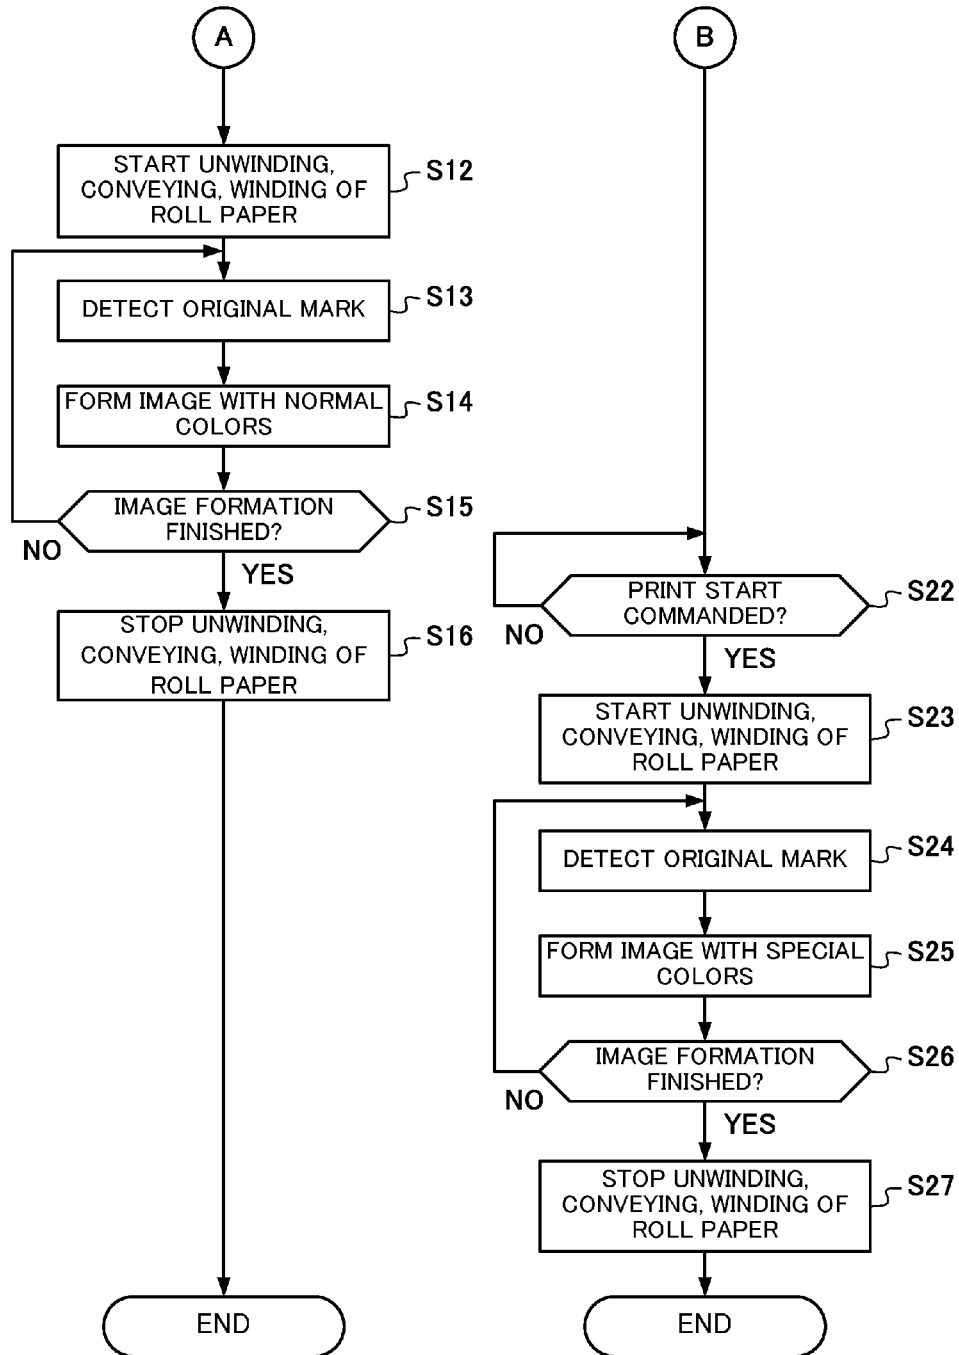 A
START UNWINDING,
CONVEYING, WINDING OF
ROLL PAPER
S12
DETECT ORIGINAL MARK
S13
FORM IMAGE WITH NORMAL
COLORS
S14
IMAGE FORMATION
FINISHED?
S15
NO
YES
STOP UNWINDING,
CONVEYING, WINDING OF
ROLL PAPER
S16
END
B
PRINT START
COMMANDED?
S22
NO
YES
START UNWINDING,
CONVEYING, WINDING OF
ROLL PAPER
S23
DETECT ORIGINAL MARK
S24
FORM IMAGE WITH SPECIAL
COLORS
S25
IMAGE FORMATION
FINISHED?
S26
NO
YES
STOP UNWINDING,
CONVEYING, WINDING OF
ROLL PAPER
S27
END